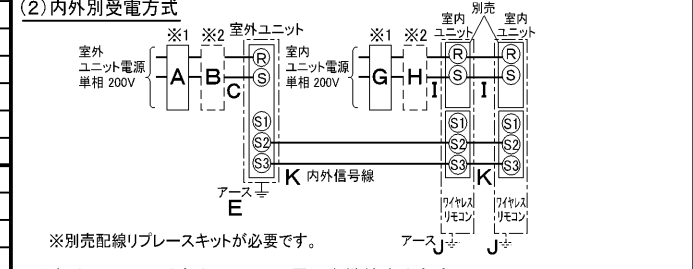 (2)内外別受電方式
別売
※1 ※2 室外ユニット
※1 ※2 室内ユニット 室内ユニット
室外ユニット電源 単相 200V
A B C
R
S
S1
S2
S3
アース
E
室内ユニット電源 単相 200V
G H I I
R R
S S
S1 S1
S2 S2
S3 S3
K 内外信号線 K
ワイヤレスリモコン ワイヤレスリモコン
アース J J
※別売配線リプレースキットが必要です。